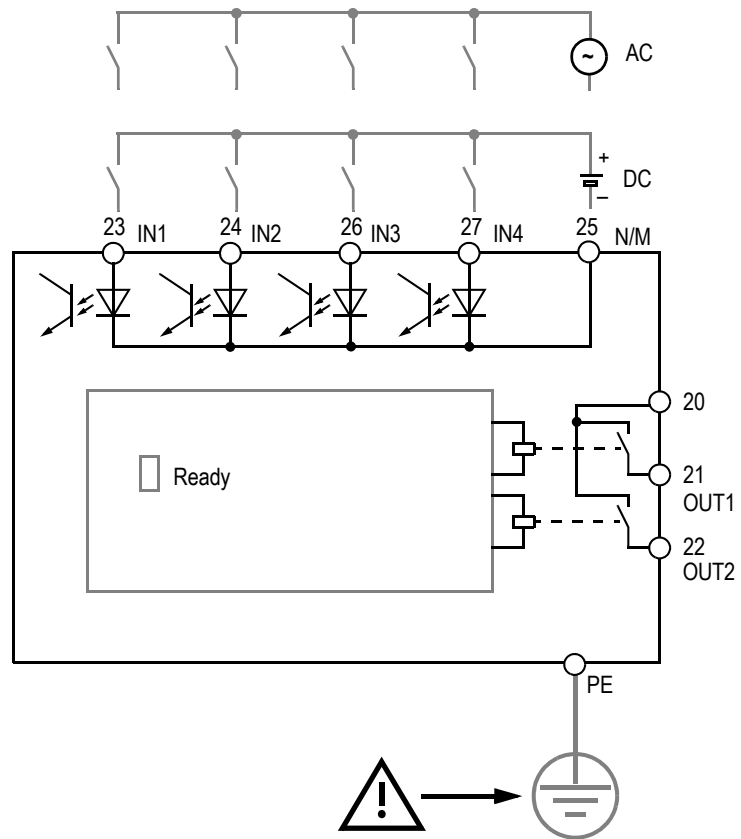 ~ AC
+
DC
–
23 IN1 24 IN2 26 IN3 27 IN4 25 N/M
20
Ready
21
OUT1
22
OUT2
PE
!